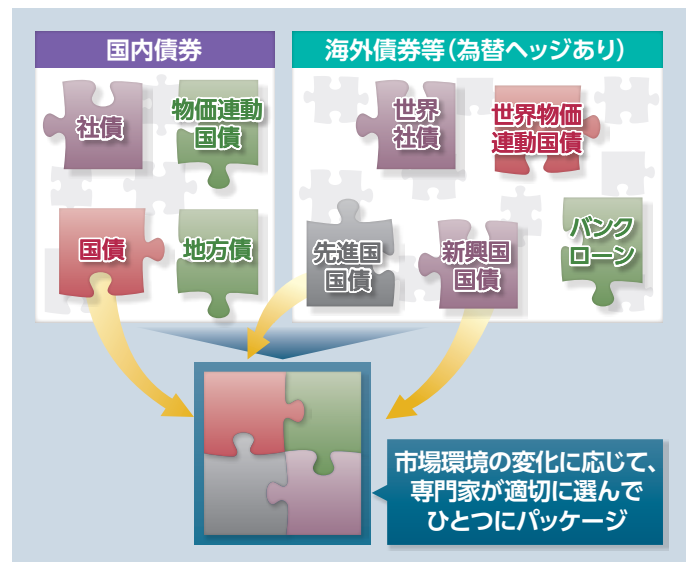 国内債券
海外債券等(為替ヘッジあり)
社債
物価連動
国債
国債
地方債
世界
社債
世界物価
連動国債
先進国
国債
新興国
国債
バンク
ローン
市場環境の変化に応じて、
専門家が適切に選んで
ひとつにパッケージ